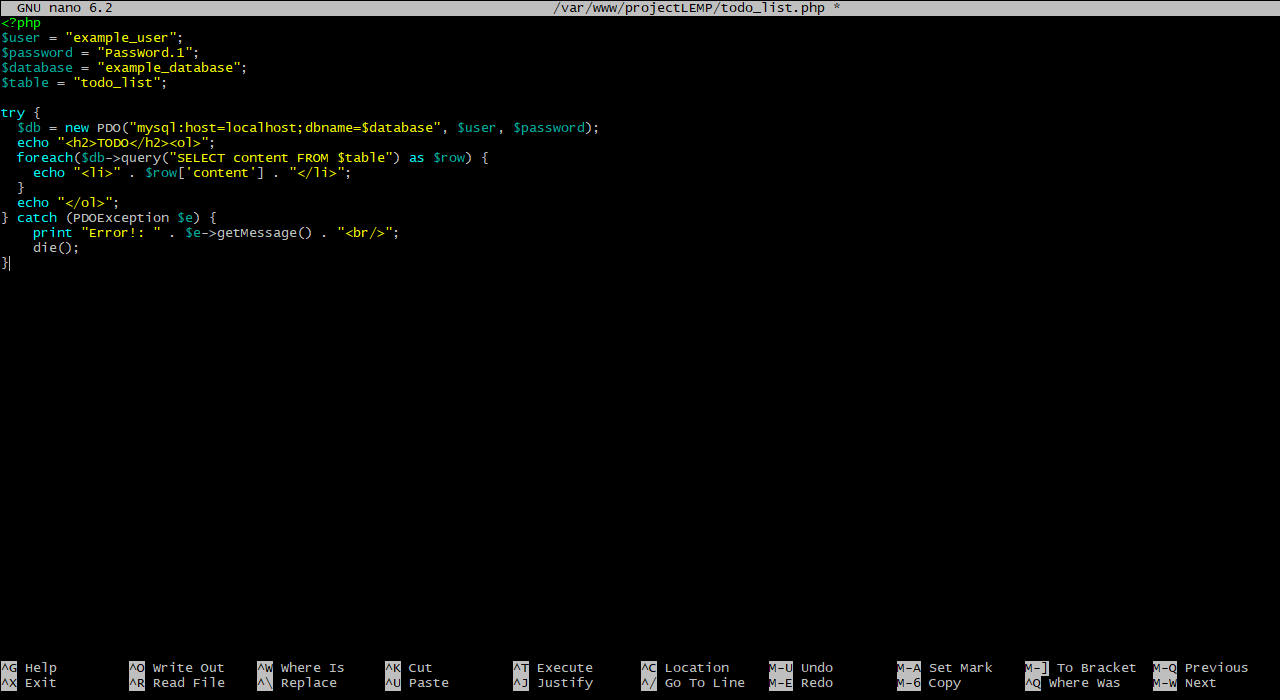 GNU nano 6.2 /var/www/projectLEMP/todo_list.php *
<?php
$user = "example_user";
$password = "PassWord.1";
$database = "example_database";
$table = "todo_list";

try {
  $db = new PDO("mysql:host=localhost;dbname=$database", $user, $password);
  echo "<h2>TODO</h2><ol>";
  foreach($db->query("SELECT content FROM $table") as $row) {
    echo "<li>" . $row['content'] . "</li>";
  }
  echo "</ol>";
} catch (PDOException $e) {
    print "Error!: " . $e->getMessage() . "<br/>";
    die();
}
^G Help ^O Write Out ^W Where Is ^K Cut ^T Execute ^C Location M-U Undo M-A Set Mark M-] To Bracket M-Q Previous
^X Exit ^R Read File ^\ Replace ^U Paste ^J Justify ^/ Go To Line M-E Redo M-6 Copy ^Q Where Was M-W Next